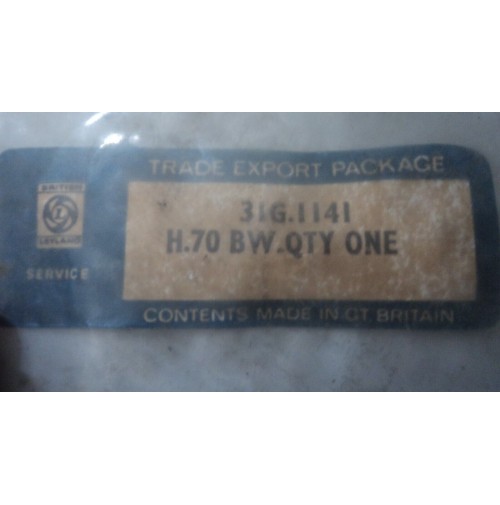 TRADE EXPORT PACKAGE
BRITISH
L
LEYLAND
SERVICE
31G.1141
H.70 BW.QTY ONE
CONTENTS MADE IN GT BRITAIN